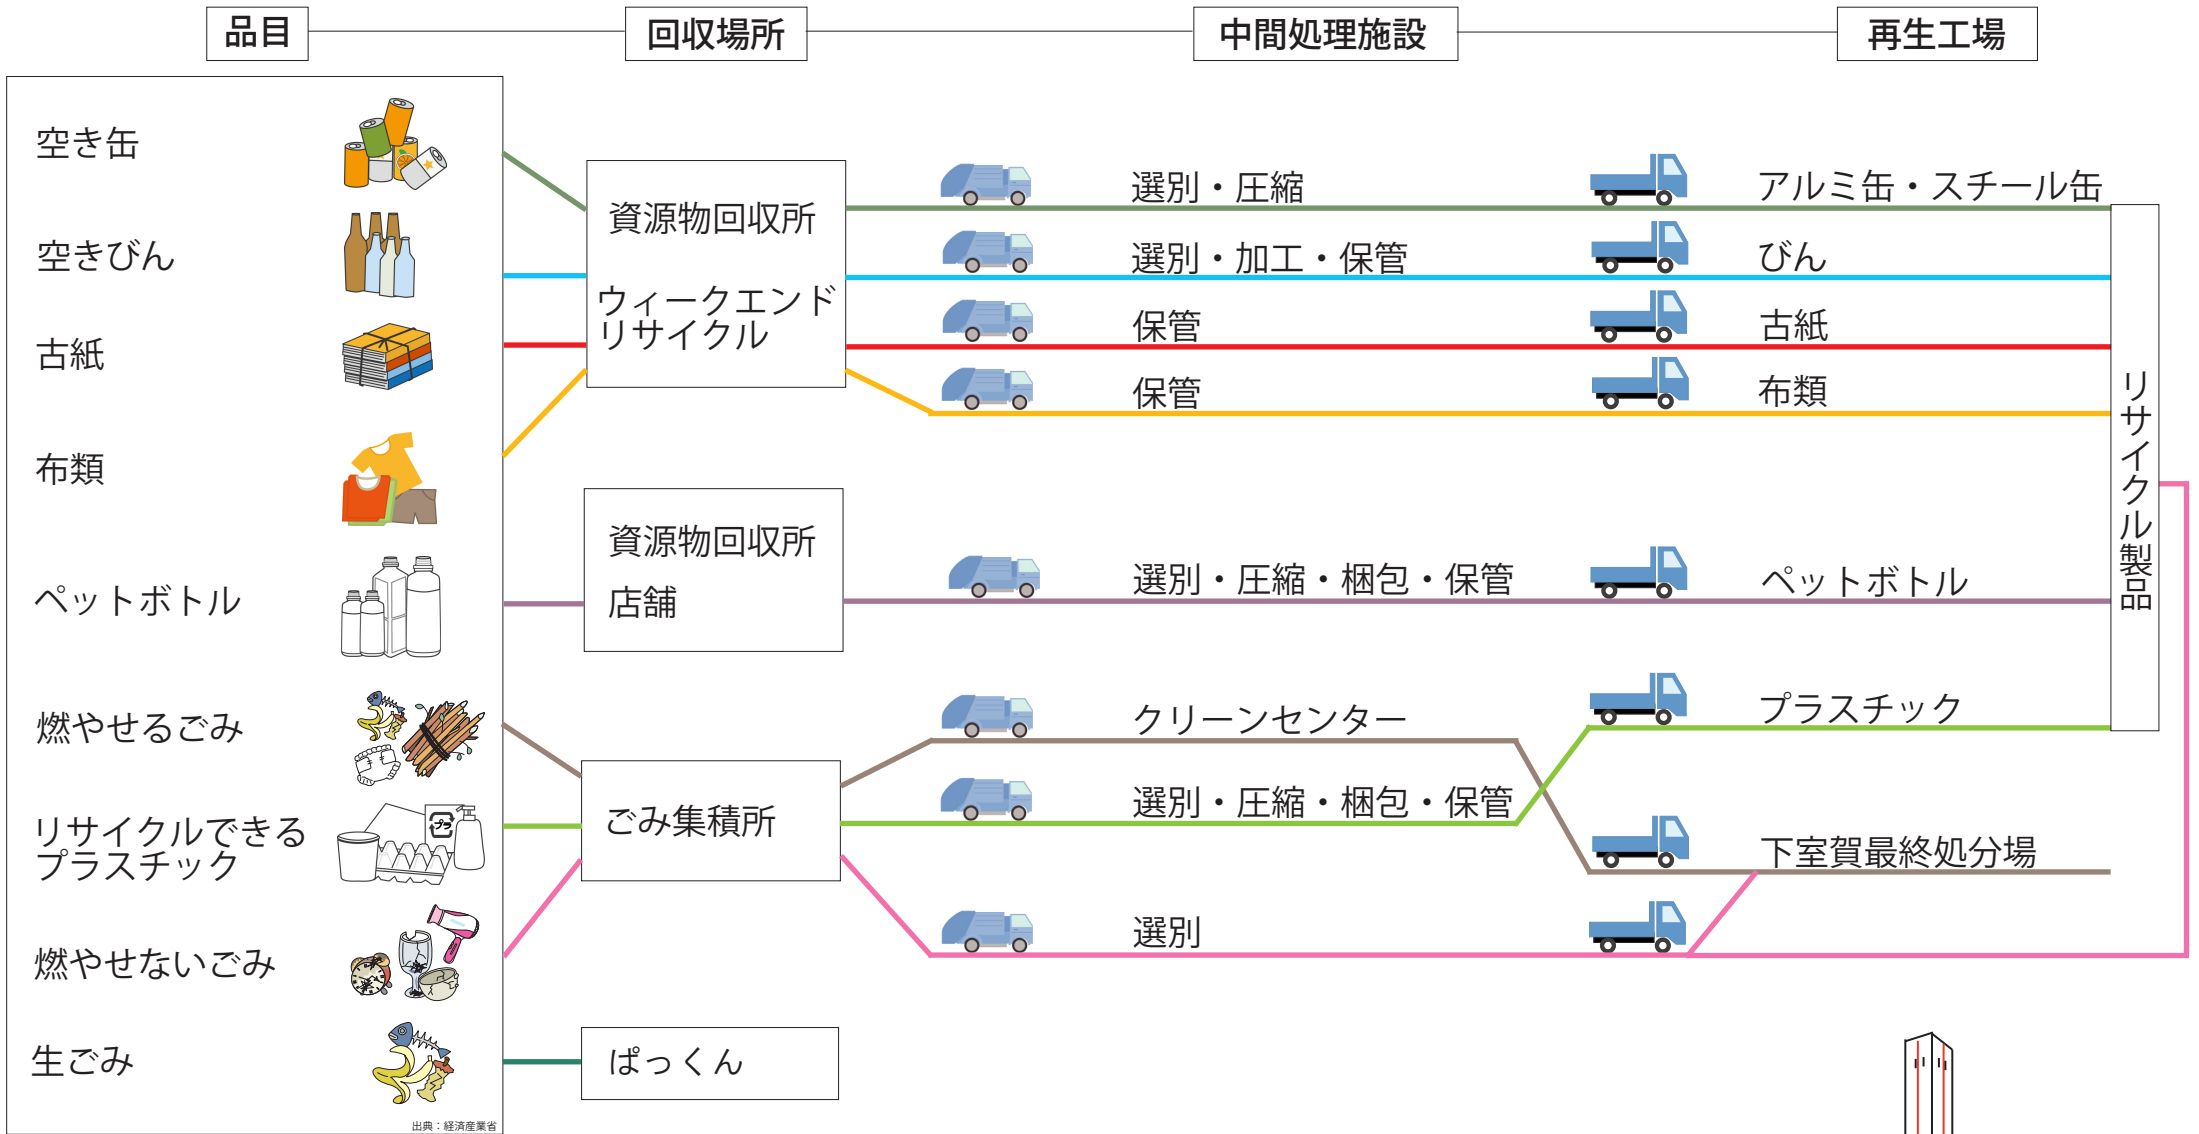 品目
回収場所
中間処理施設
再生工場
空き缶
空きびん
古紙
布類
ペットボトル
燃やせるごみ
リサイクルできる
プラスチック
燃やせないごみ
生ごみ
出典：経済産業省
プラ
資源物回収所
ウィークエンド
リサイクル
資源物回収所
店舗
ごみ集積所
ぱっくん
選別・圧縮
選別・加工・保管
保管
保管
選別・圧縮・梱包・保管
クリーンセンター
選別・圧縮・梱包・保管
選別
アルミ缶・スチール缶
びん
古紙
布類
ペットボトル
プラスチック
下室賀最終処分場
リサイクル製品